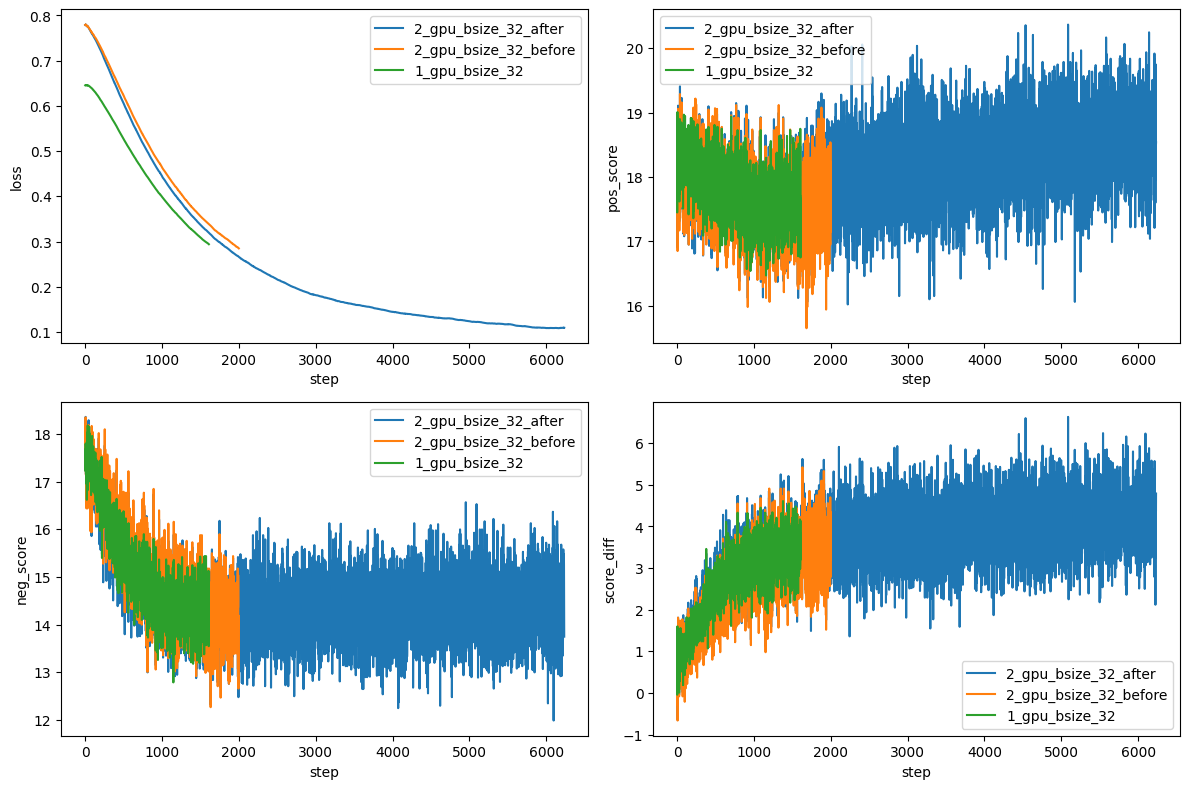 0.8
0.7
0.6
0.5
0.4
0.3
0.2
0.1
loss
0 1000 2000 3000 4000 5000 6000
step
2_gpu_bsize_32_after
2_gpu_bsize_32_before
1_gpu_bsize_32
20
19
18
17
16
pos_score
0 1000 2000 3000 4000 5000 6000
step
2_gpu_bsize_32_after
2_gpu_bsize_32_before
1_gpu_bsize_32
18
17
16
15
14
13
12
neg_score
0 1000 2000 3000 4000 5000 6000
step
2_gpu_bsize_32_after
2_gpu_bsize_32_before
1_gpu_bsize_32
6
5
4
3
2
1
0
−1
score_diff
0 1000 2000 3000 4000 5000 6000
step
2_gpu_bsize_32_after
2_gpu_bsize_32_before
1_gpu_bsize_32